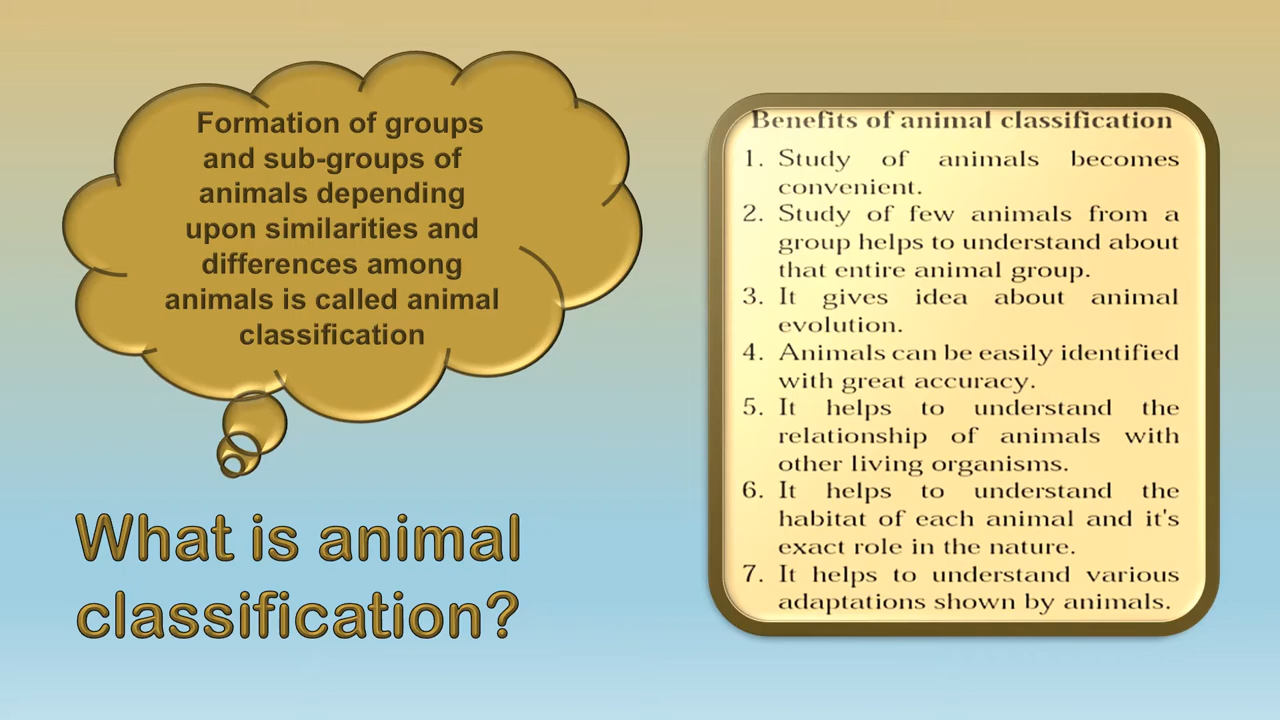 Formation of groups
and sub-groups of
animals depending
upon similarities and
differences among
animals is called animal
classification
What is animal
classification?
Benefits of animal classification
1. Study of animals becomes
convenient.
2. Study of few animals from a
group helps to understand about
that entire animal group.
3. It gives idea about animal
evolution.
4. Animals can be easily identified
with great accuracy.
5. It helps to understand the
relationship of animals with
other living organisms.
6. It helps to understand the
habitat of each animal and it's
exact role in the nature.
7. It helps to understand various
adaptations shown by animals.